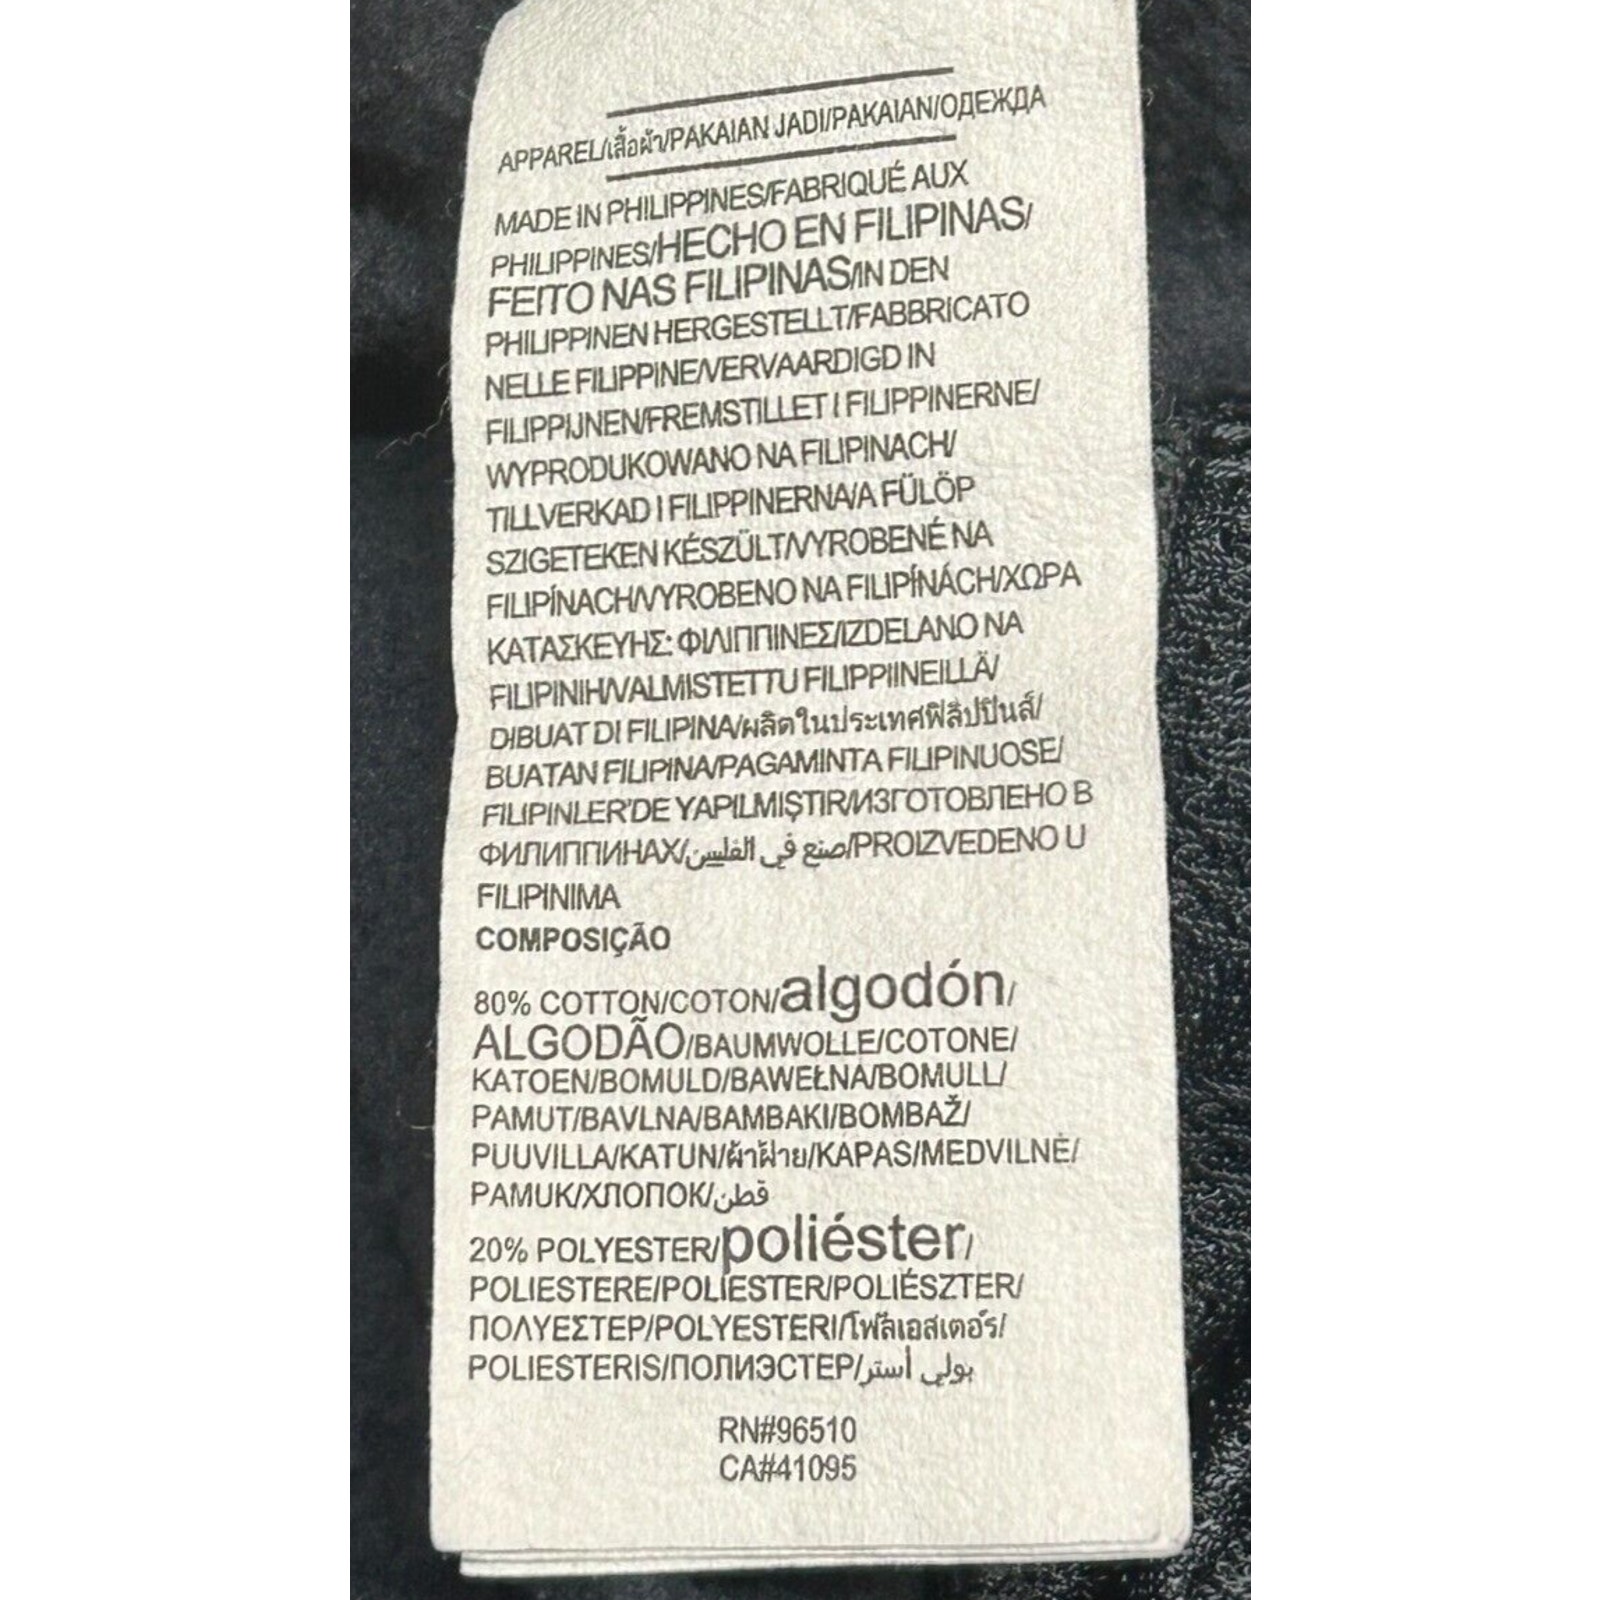 APPAREL/เสื้อผ้า/PAKAIAN JADI/PAKAIAN/ОДЕЖДА
MADE IN PHILIPPINES/FABRIQUÉ AUX
PHILIPPINES/HECHO EN FILIPINAS/
FEITO NAS FILIPINAS/IN DEN
PHILIPPINEN HERGESTELLT/FABBRICATO
NELLE FILIPPINE/VERVAARDIGD IN
FILIPPIJNEN/FREMSTILLET I FILIPPINERNE/
WYPRODUKOWANO NA FILIPINACH/
TILLVERKAD I FILIPPINERNA/A FÜLÖP
SZIGETEKEN KÉSZÜLT/VYROBENÉ NA
FILIPÍNACH/VYROBENO NA FILIPÍNÁCH/ΧΩΡΑ
ΚΑΤΑΣΚΕΥΗΣ: ΦΙΛΙΠΠΙΝΕΣ/IZDELANO NA
FILIPINIH/VALMISTETTU FILIPPIINEILLÄ/
DIBUAT DI FILIPINA/ผลิตในประเทศฟิลิปปินส์/
BUATAN FILIPINA/PAGAMINTA FILIPINUOSE/
FILIPINLER'DE YAPILMIŞTIR/ИЗГОТОВЛЕНО В
ФИЛИППИНАХ/صنع في الفلبين/PROIZVEDENO U
FILIPINIMA
COMPOSIÇÃO
80% COTTON/COTON/algodón/
ALGODÃO/BAUMWOLLE/COTONE/
KATOEN/BOMULD/BAWEŁNA/BOMULL/
PAMUT/BAVLNA/BAMBAKI/BOMBAŽ/
PUUVILLA/KATUN/ผ้าฝ้าย/KAPAS/MEDVILNĖ/
PAMUK/ХЛОПОК/قطن
20% POLYESTER/poliéster/
POLIESTERE/POLIESTER/POLIÉSZTER/
ΠΟΛΥΕΣΤΕΡ/POLYESTERI/โพลีเอสเตอร์/
POLIESTERIS/ПОЛИЭСТЕР/بولي أستر
RN#96510
CA#41095